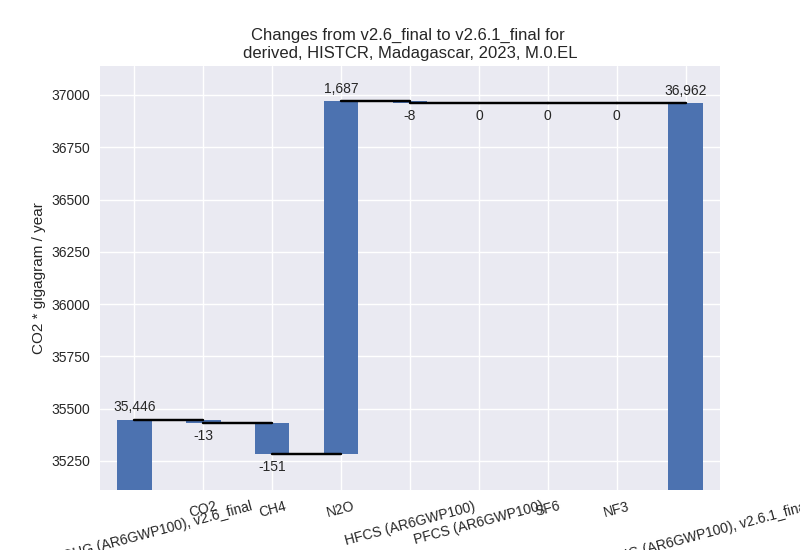 Changes from v2.6_final to v2.6.1_final for
derived, HISTCR, Madagascar, 2023, M.0.EL
37000
36750
36500
36250
36000
35750
35500
35250
CO2 * gigagram / year
35,446
-13
-151
1,687
-8
0
0
0
36,962
(AR6GWP100), v2.6_final
CO2
CH4
N2O
HFCS (AR6GWP100)
PFCS (AR6GWP100)
SF6
NF3
(AR6GWP100), v2.6.1_fina